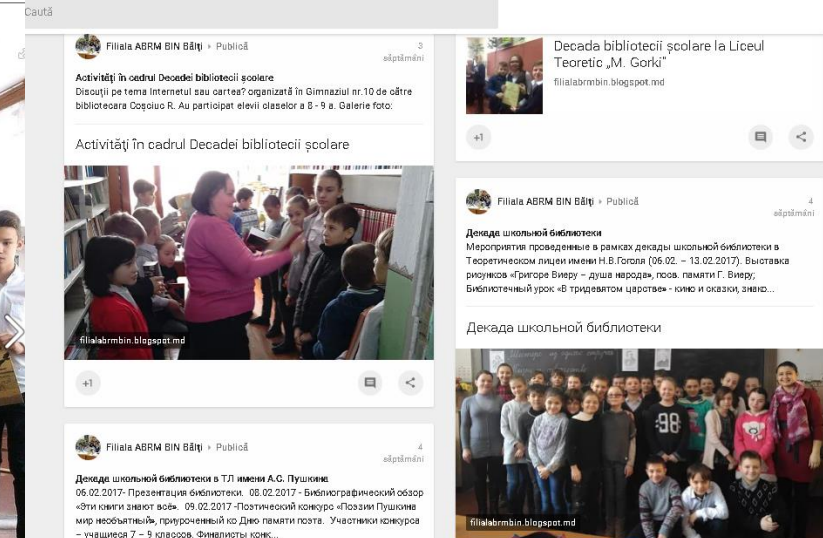 Caută
Filiala ABRM BIN Bălți ▸ Publică
3
săptămâni
Activități în cadrul Decadei bibliotecii școlare
Discuții pe tema Internetul sau cartea? organizată în Gimnaziul nr.10 de către
bibliotecara Coșciuc R. Au participat elevii claselor a 8 - 9 a. Galerie foto:
Activități în cadrul Decadei bibliotecii școlare
filialabrmbin.blogspot.md
+1
Filiala ABRM BIN Bălți ▸ Publică
4
săptămâni
Декада школьной библиотеки в ТЛ имени А.С. Пушкина
06.02.2017- Презентация библиотеки. 08.02.2017 - Библиографический обзор
«Эти книги знают всё». 09.02.2017 -Поэтический конкурс «Поэзии Пушкина
мир необъятный», приуроченный ко Дню памяти поэта. Участники конкурса
– учащиеся 7 – 9 классов. Финалисты конк...
Decada bibliotecii școlare la Liceul
Teoretic „M. Gorki"
filialabrmbin.blogspot.md
+1
Filiala ABRM BIN Bălți ▸ Publică
4
săptămâni
Декада школьной библиотеки
Мероприятия проведенные в рамках декады школьной библиотеки в
Теоретическом лицеи имени Н.В.Гоголя (06.02. – 13.02.2017). Выставка
рисунков «Григоре Виеру – душа народа», посв. памяти Г. Виеру;
Библиотечный урок «В тридевятом царстве» - кино и сказки, знако...
Декада школьной библиотеки
98
filialabrmbin.blogspot.md